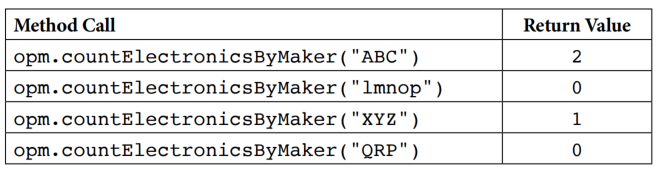 Method Call Return Value
opm.countElectronicsByMaker("ABC") 2
opm.countElectronicsByMaker("lmnop") 0
opm.countElectronicsByMaker("XYZ") 1
opm.countElectronicsByMaker("QRP") 0